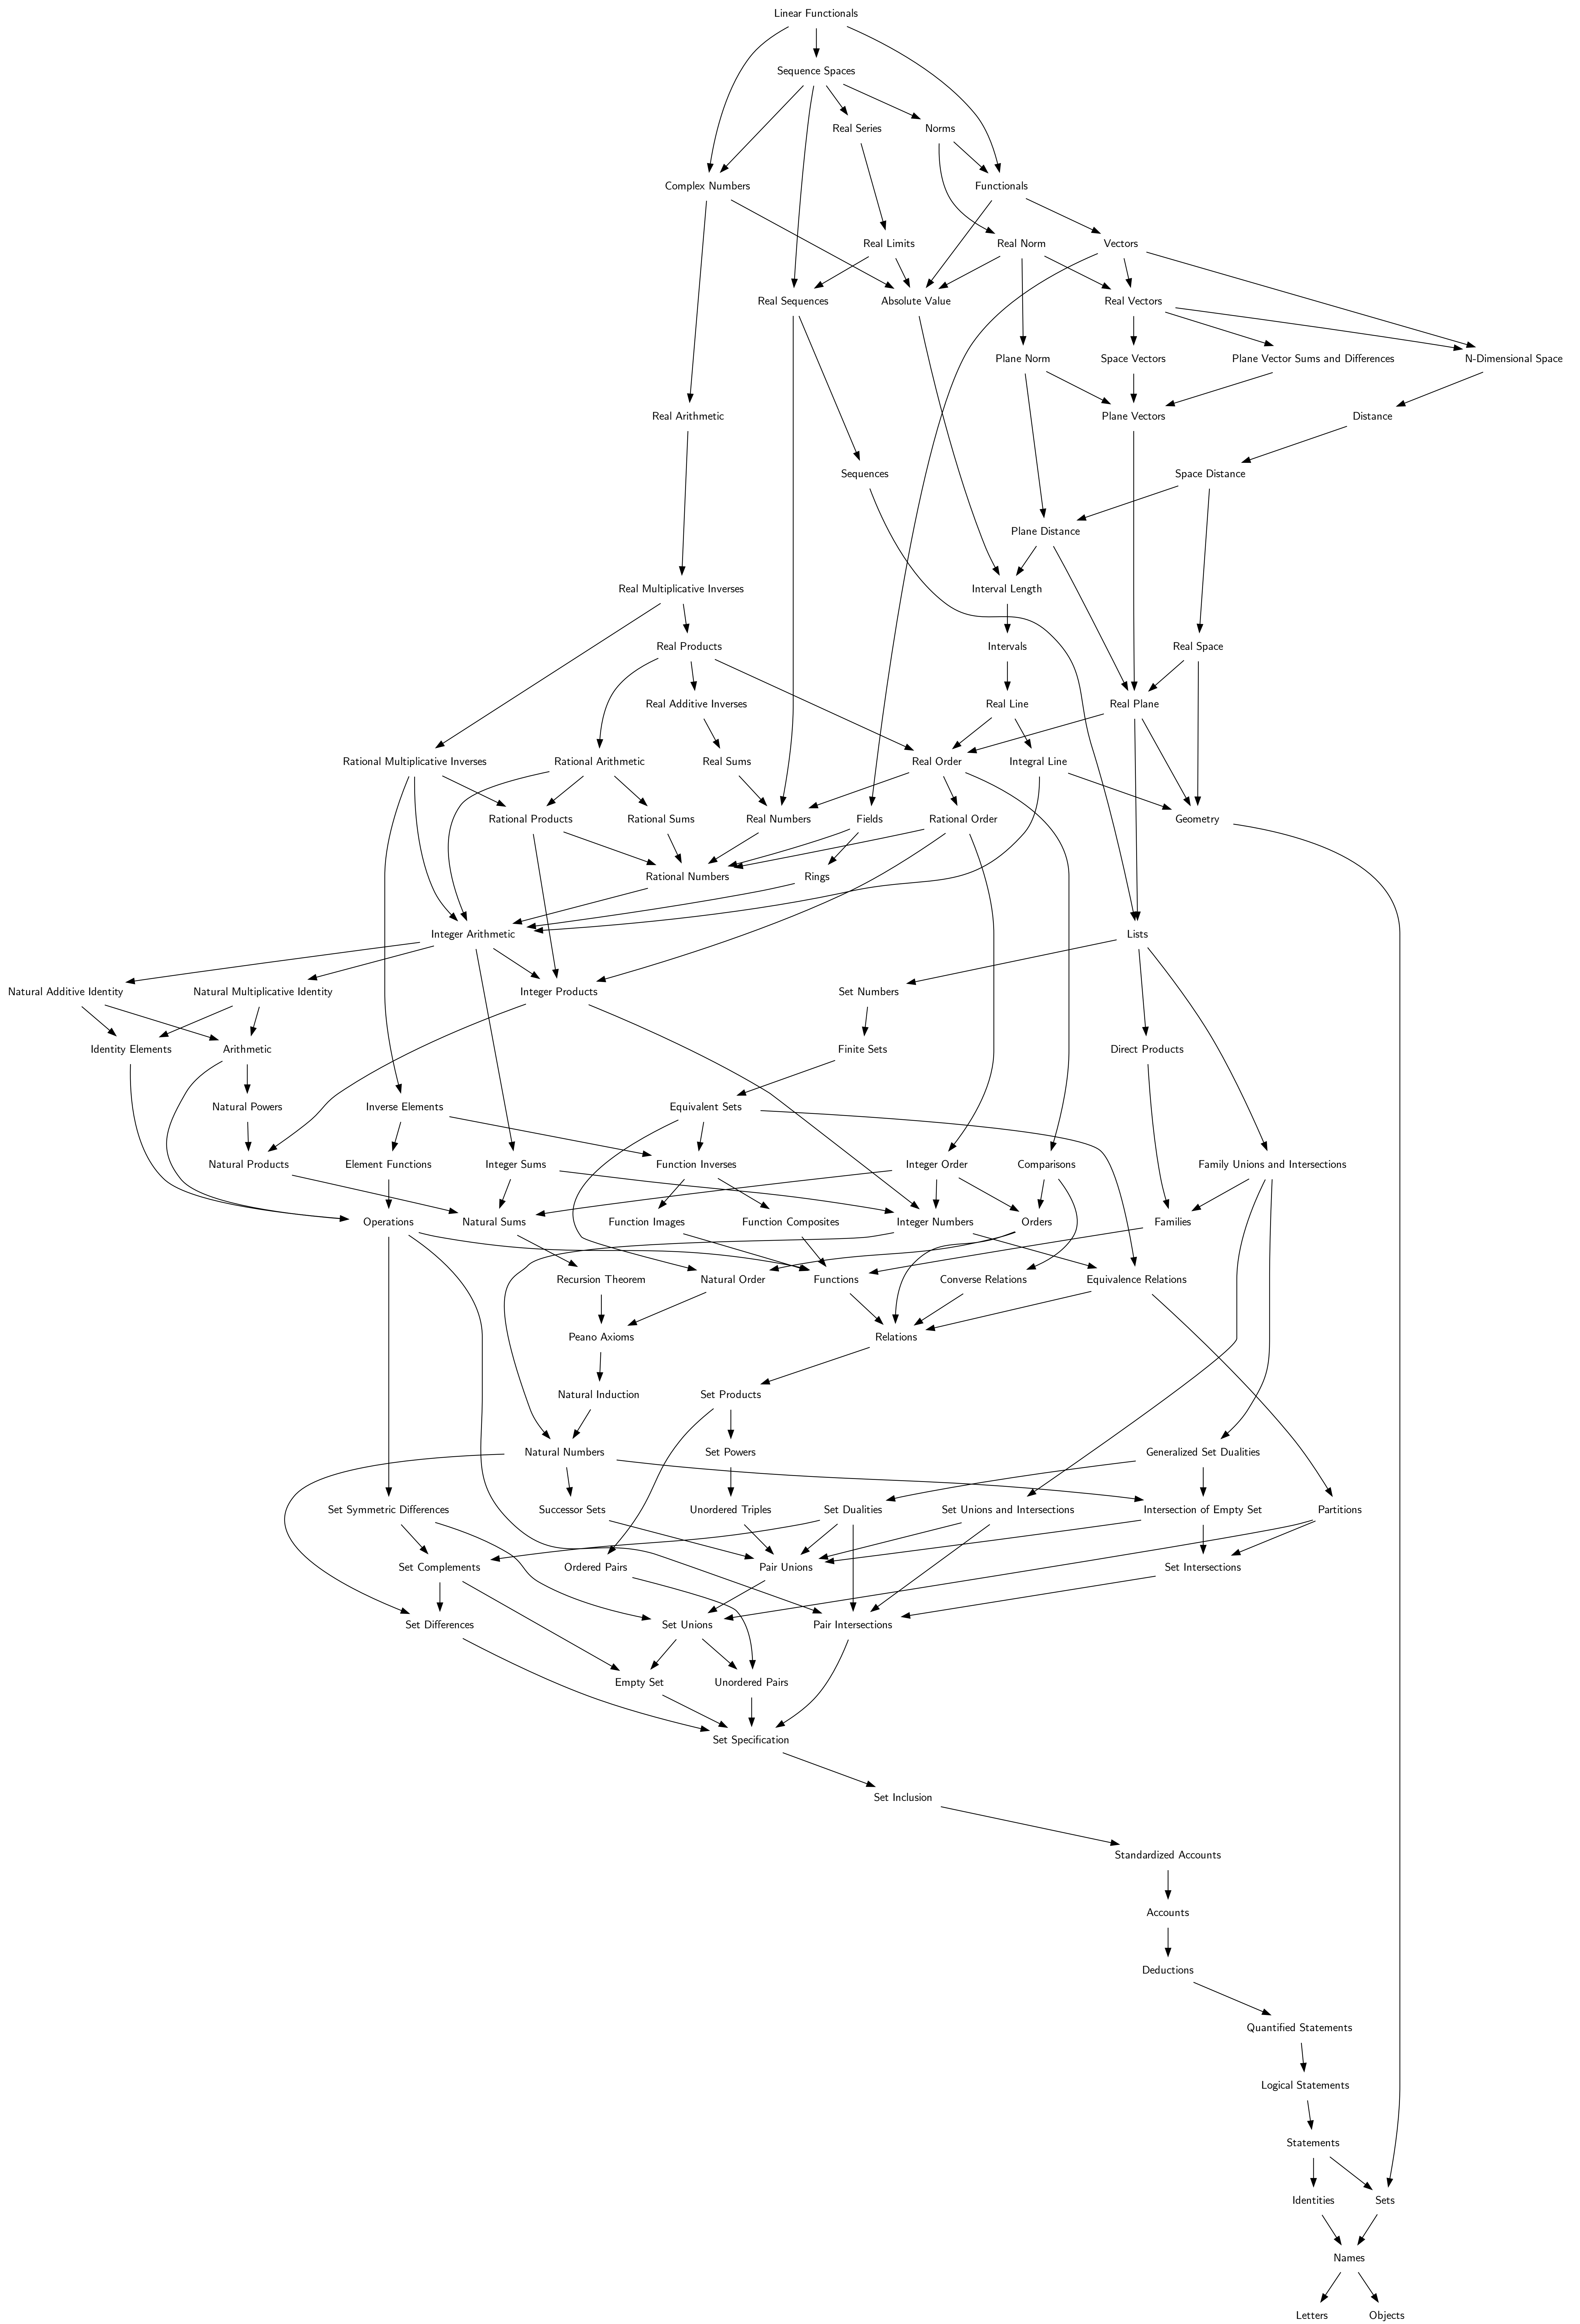 Linear Functionals
Sequence Spaces
Real Series
Norms
Complex Numbers
Functionals
Real Limits
Real Norm
Vectors
Real Sequences
Absolute Value
Real Vectors
Plane Norm
Space Vectors
Plane Vector Sums and Differences
N-Dimensional Space
Real Arithmetic
Plane Vectors
Distance
Sequences
Space Distance
Plane Distance
Real Multiplicative Inverses
Interval Length
Real Products
Intervals
Real Space
Real Additive Inverses
Real Line
Real Plane
Rational Multiplicative Inverses
Rational Arithmetic
Real Sums
Real Order
Integral Line
Rational Products
Rational Sums
Real Numbers
Fields
Rational Order
Geometry
Rational Numbers
Rings
Integer Arithmetic
Lists
Natural Additive Identity
Natural Multiplicative Identity
Integer Products
Set Numbers
Identity Elements
Arithmetic
Finite Sets
Direct Products
Natural Powers
Inverse Elements
Equivalent Sets
Natural Products
Element Functions
Integer Sums
Function Inverses
Integer Order
Comparisons
Family Unions and Intersections
Operations
Natural Sums
Function Images
Function Composites
Integer Numbers
Orders
Families
Recursion Theorem
Natural Order
Functions
Converse Relations
Equivalence Relations
Peano Axioms
Relations
Natural Induction
Set Products
Natural Numbers
Set Powers
Generalized Set Dualities
Set Symmetric Differences
Successor Sets
Unordered Triples
Set Dualities
Set Unions and Intersections
Intersection of Empty Set
Partitions
Set Complements
Ordered Pairs
Pair Unions
Set Intersections
Set Differences
Set Unions
Pair Intersections
Empty Set
Unordered Pairs
Set Specification
Set Inclusion
Standardized Accounts
Accounts
Deductions
Quantified Statements
Logical Statements
Statements
Identities
Sets
Names
Letters
Objects